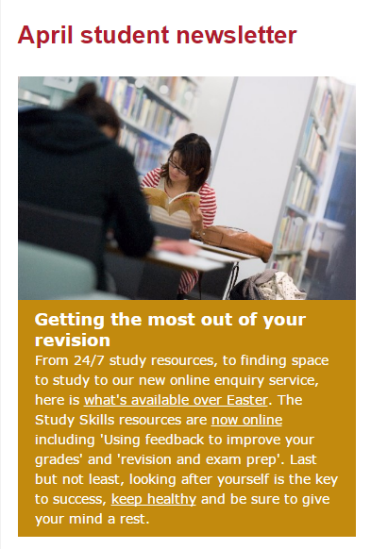 April student newsletter
Getting the most out of your
revision
From 24/7 study resources, to finding space
to study to our new online enquiry service,
here is what's available over Easter. The
Study Skills resources are now online
including 'Using feedback to improve your
grades' and 'revision and exam prep'. Last
but not least, looking after yourself is the key
to success, keep healthy and be sure to give
your mind a rest.